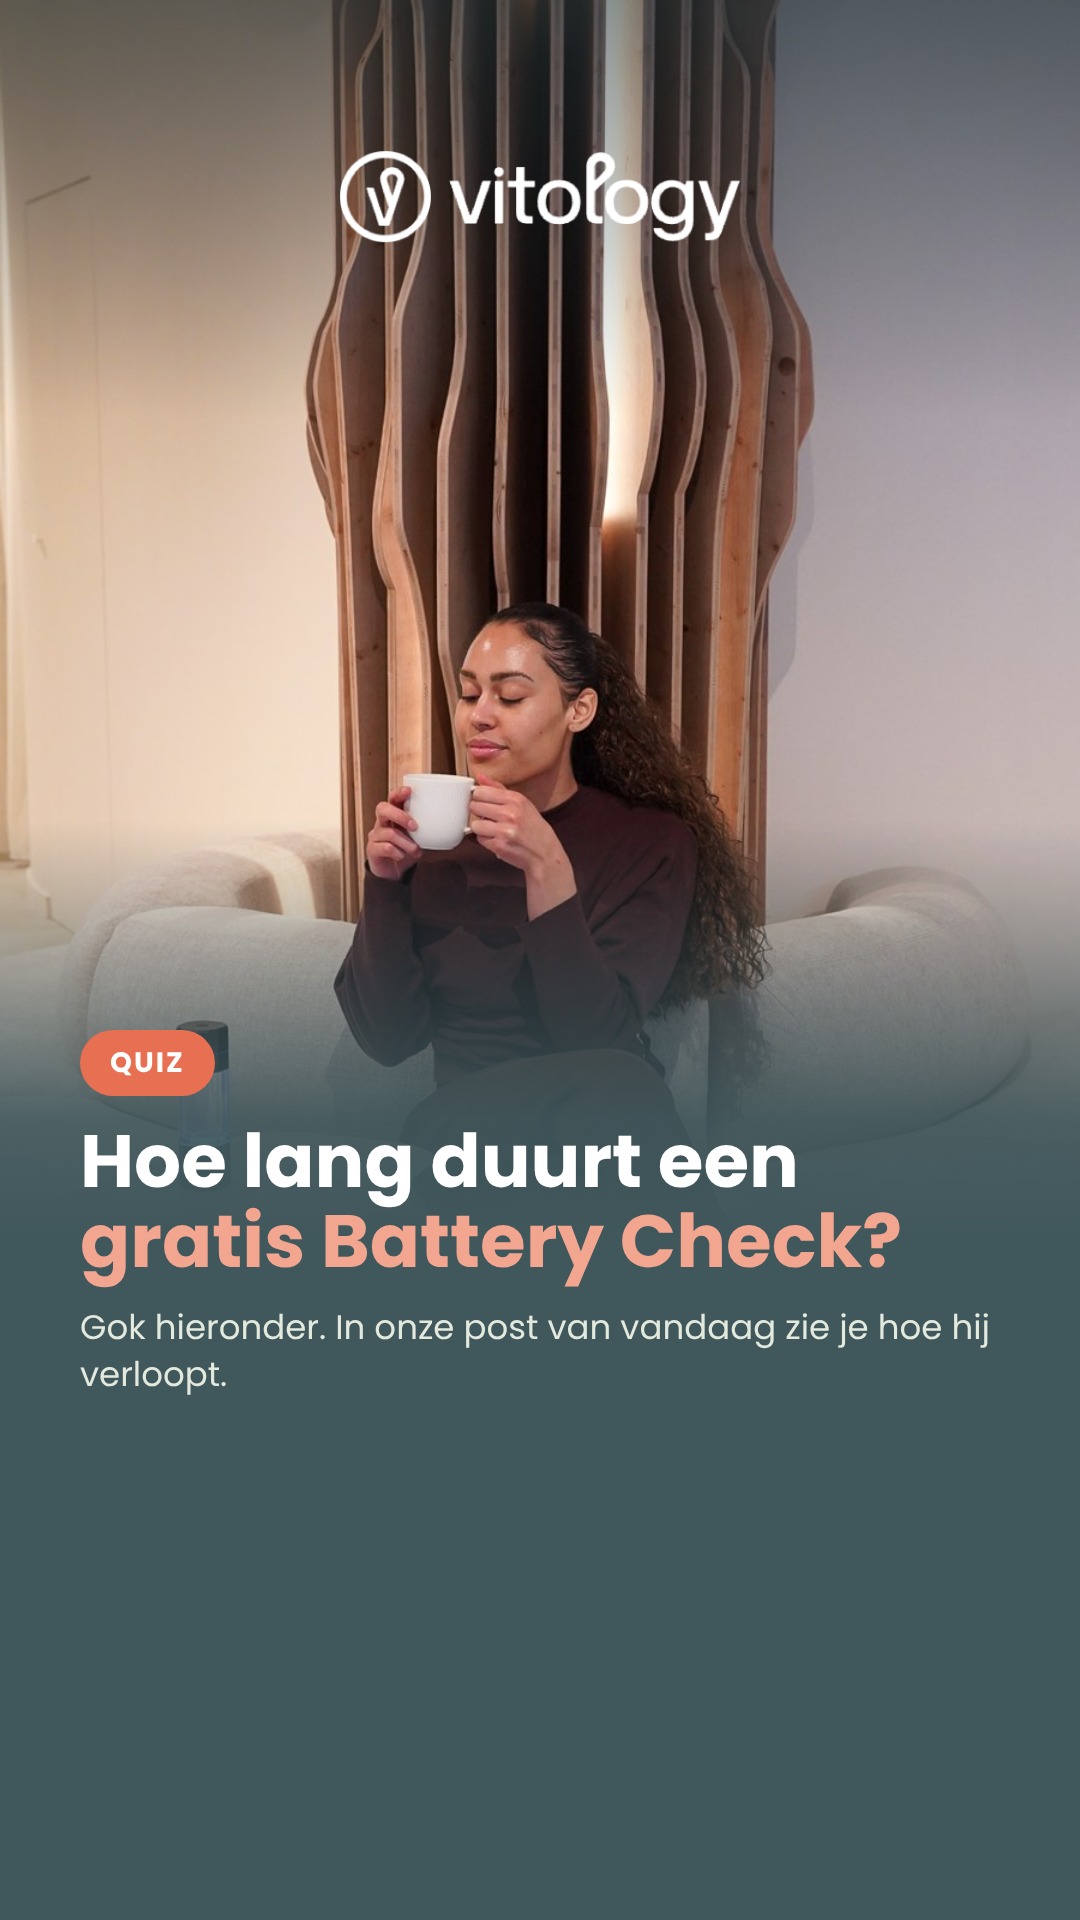 vitology
QUIZ
Hoe lang duurt een
gratis Battery Check?
Gok hieronder. In onze post van vandaag zie je hoe hij
verloopt.